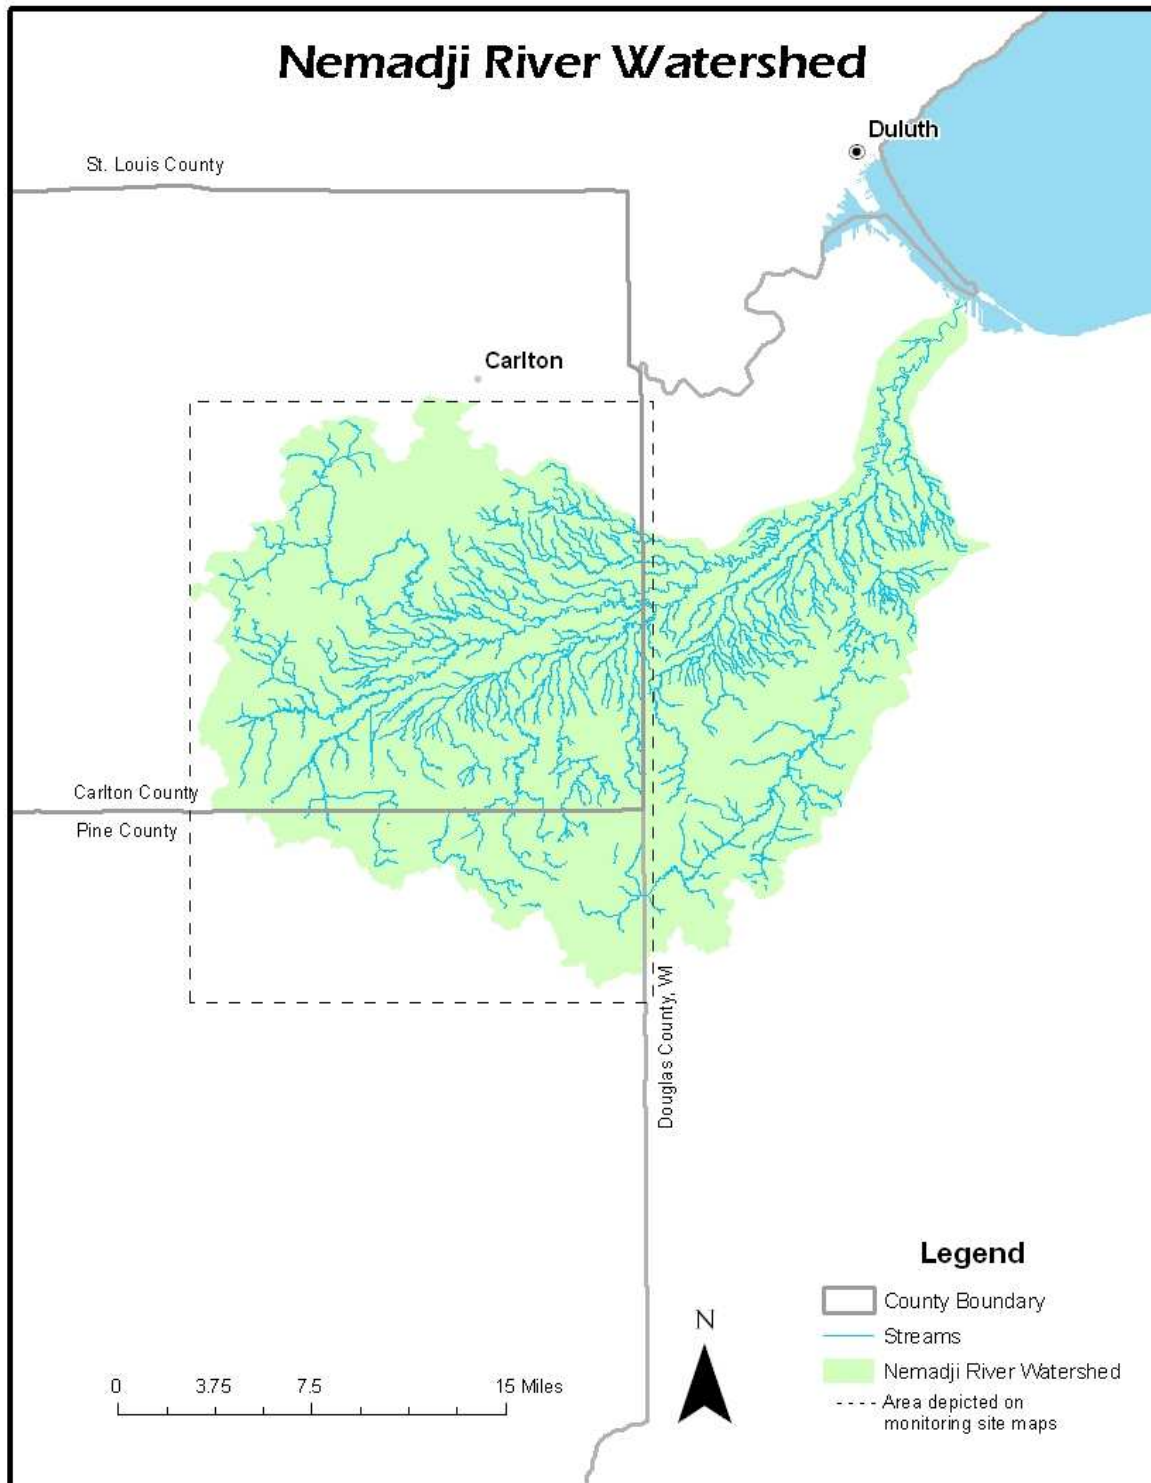 Nemadji River Watershed
Duluth
St. Louis County
Carlton
Carlton County
Pine County
Douglas County, WI
Legend
County Boundary
Streams
Nemadji River Watershed
Area depicted on
monitoring site maps
N
0 3.75 7.5 15 Miles